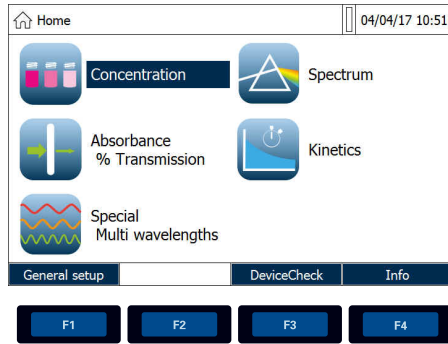 Home
04/04/17 10:51
Concentration
Spectrum
Absorbance
% Transmission
Kinetics
Special
Multi wavelengths
General setup
DeviceCheck
Info
F1
F2
F3
F4